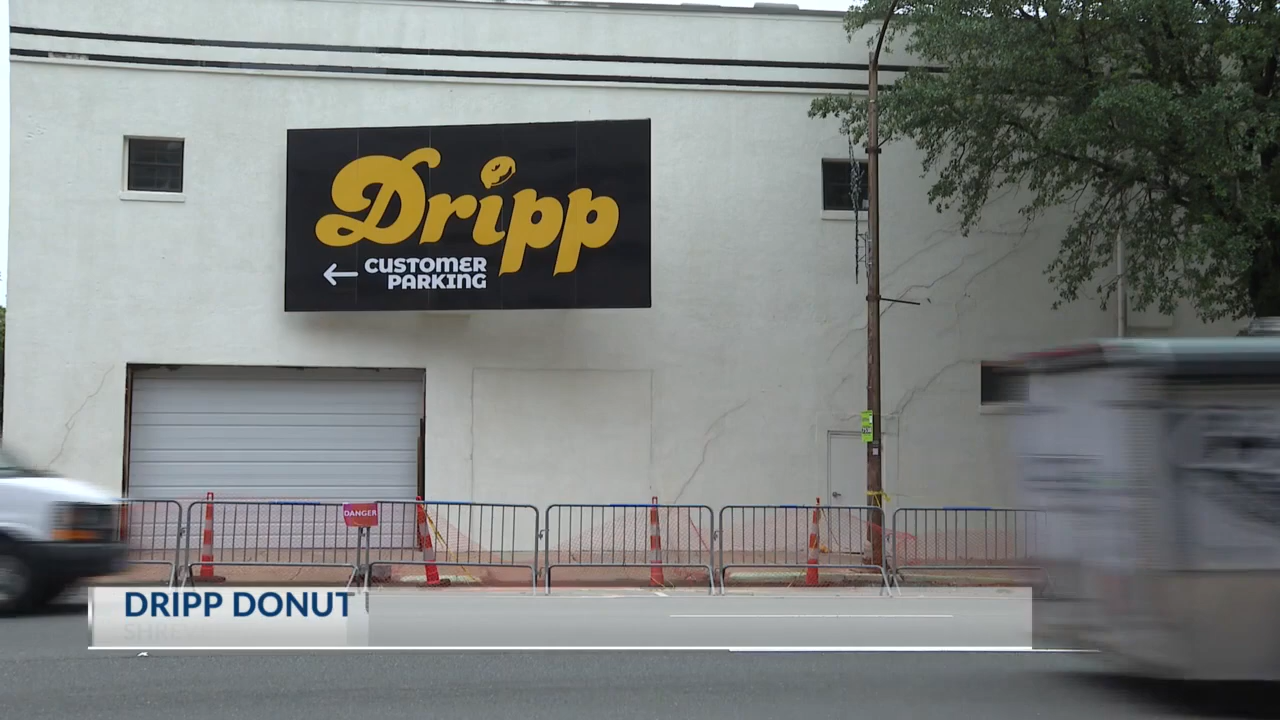 Dripp
← CUSTOMER
PARKING
DANGER
DRIPP DONUT